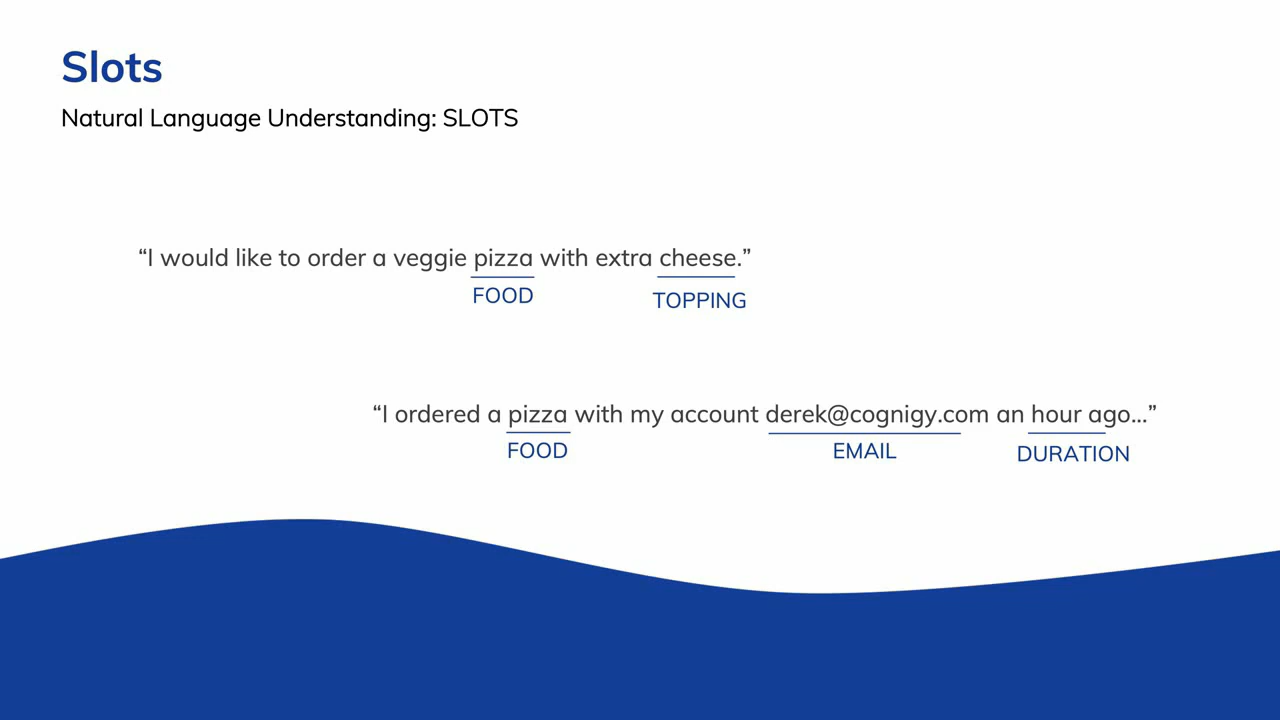 Slots
Natural Language Understanding: SLOTS
“I would like to order a veggie pizza with extra cheese.”
FOOD TOPPING
“I ordered a pizza with my account derek@cognigy.com an hour ago...”
FOOD EMAIL DURATION